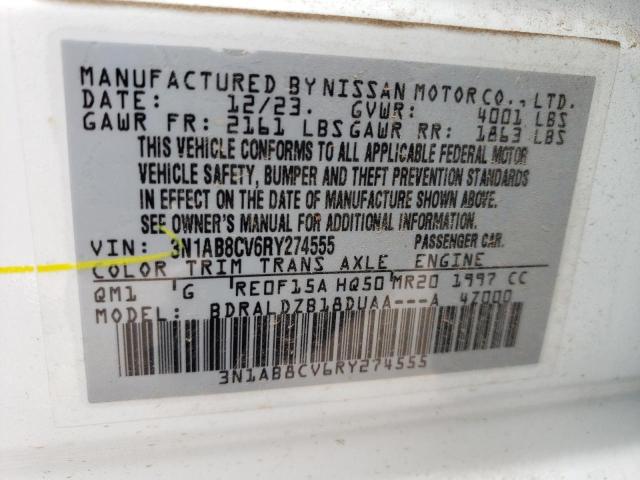 MANUFACTURED BY NISSAN MOTOR CO., LTD.
DATE: 12/23. GVWR: 4001 LBS
GAWR FR: 2161 LBS GAWR RR: 1863 LBS
THIS VEHICLE CONFORMS TO ALL APPLICABLE FEDERAL MOTOR
VEHICLE SAFETY, BUMPER AND THEFT PREVENTION STANDARDS
IN EFFECT ON THE DATE OF MANUFACTURE SHOWN ABOVE.
SEE OWNER'S MANUAL FOR ADDITIONAL INFORMATION.
VIN: 3N1AB8CV6RY274555 PASSENGER CAR.
COLOR TRIM TRANS AXLE ENGINE
QM1 G RE0F15A HQ50 MR20 1997 CC
MODEL: BDRALDZB18DUAA---A 4Z000
3N1AB8CV6RY274555